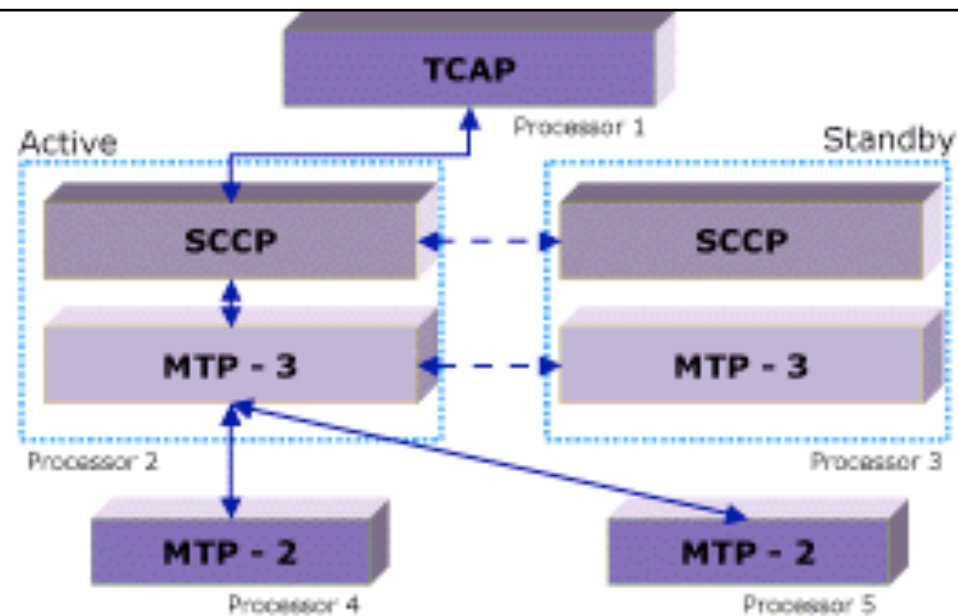 TCAP
Processor 1
Active
Standby
SCCP
SCCP
MTP - 3
MTP - 3
Processor 2
Processor 3
MTP - 2
MTP - 2
Processor 4
Processor 5